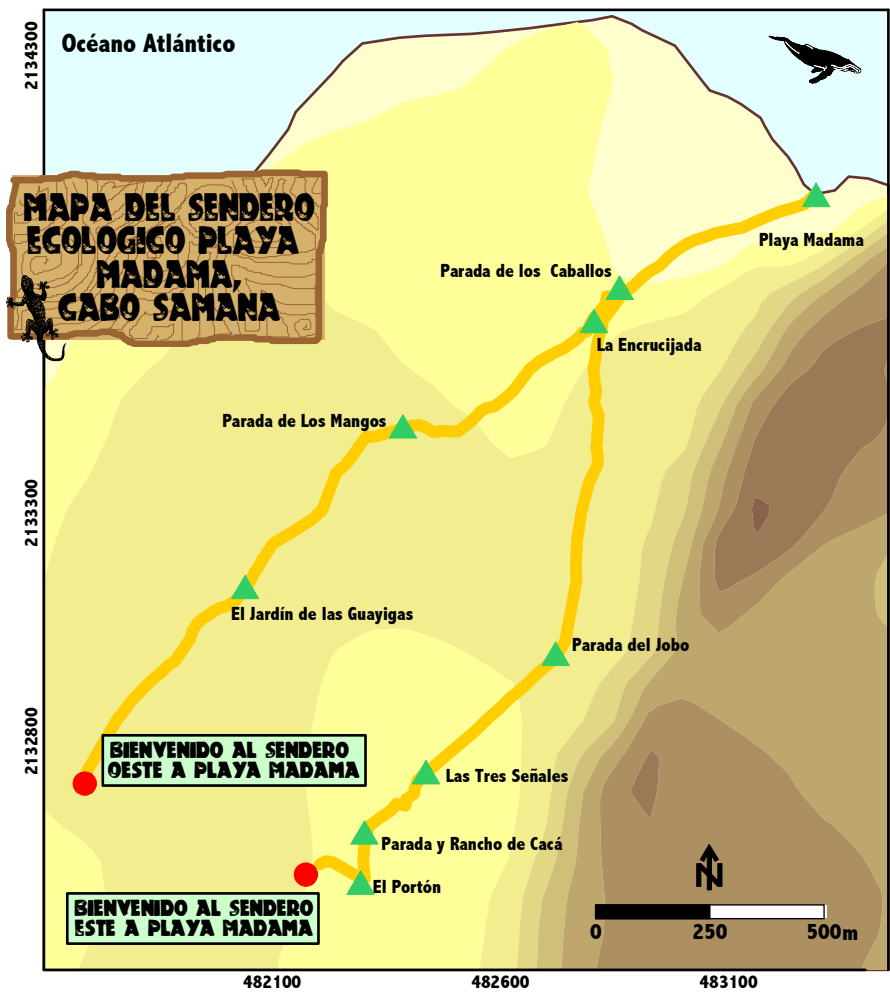 Océano Atlántico
2134300
MAPA DEL SENDERO
ECOLOGICO PLAYA
MADAMA,
CABO SAMANA
Playa Madama
Parada de los  Caballos
La Encrucijada
Parada de Los Mangos
2133300
El Jardín de las Guayigas
Parada del Jobo
2132800
BIENVENIDO AL SENDERO
OESTE A PLAYA MADAMA
Las Tres Señales
Parada y Rancho de Cacá
El Portón
BIENVENIDO AL SENDERO
ESTE A PLAYA MADAMA
N
0 250 500m
482100 482600 483100